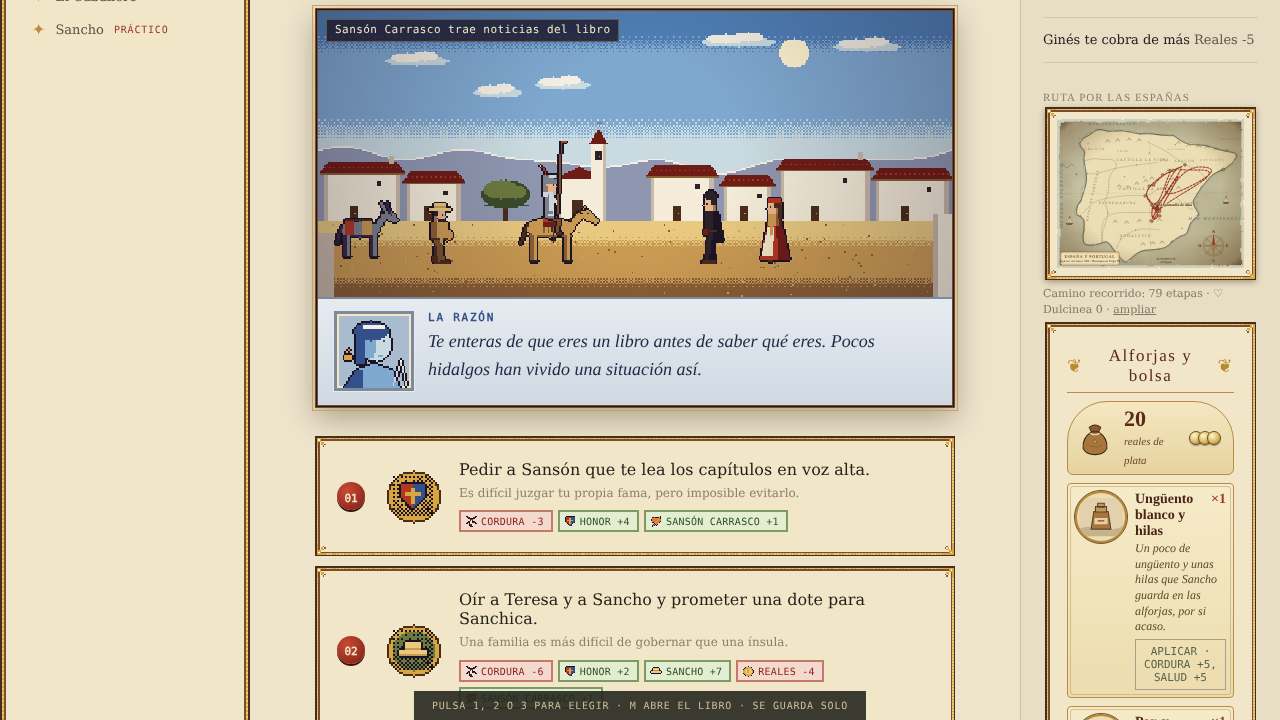 Sancho PRÁCTICO
Sansón Carrasco trae noticias del libro
LA RAZÓN
Te enteras de que eres un libro antes de saber qué eres. Pocos
hidalgos han vivido una situación así.
01
Pedir a Sansón que te lea los capítulos en voz alta.
Es difícil juzgar tu propia fama, pero imposible evitarlo.
CORDURA -3 HONOR +4 SANSÓN CARRASCO +1
02
Oír a Teresa y a Sancho y prometer una dote para
Sanchica.
Una familia es más difícil de gobernar que una ínsula.
CORDURA -6 HONOR +2 SANCHO +7 REALES -4
PULSA 1, 2 O 3 PARA ELEGIR · M ABRE EL LIBRO · SE GUARDA SOLO
Ginés te cobra de más Reales -5
RUTA POR LAS ESPAÑAS
ESPAÑA Y PORTUGAL
Camino recorrido: 79 etapas · ♡
Dulcinea 0 · ampliar
Alforjas y
bolsa
20
reales de
plata
Ungüento ×1
blanco y
hilas
Un poco de
ungüento y unas
hilas que Sancho
guarda en las
alforjas, por si
acaso.
APLICAR ·
CORDURA +5,
SALUD +5